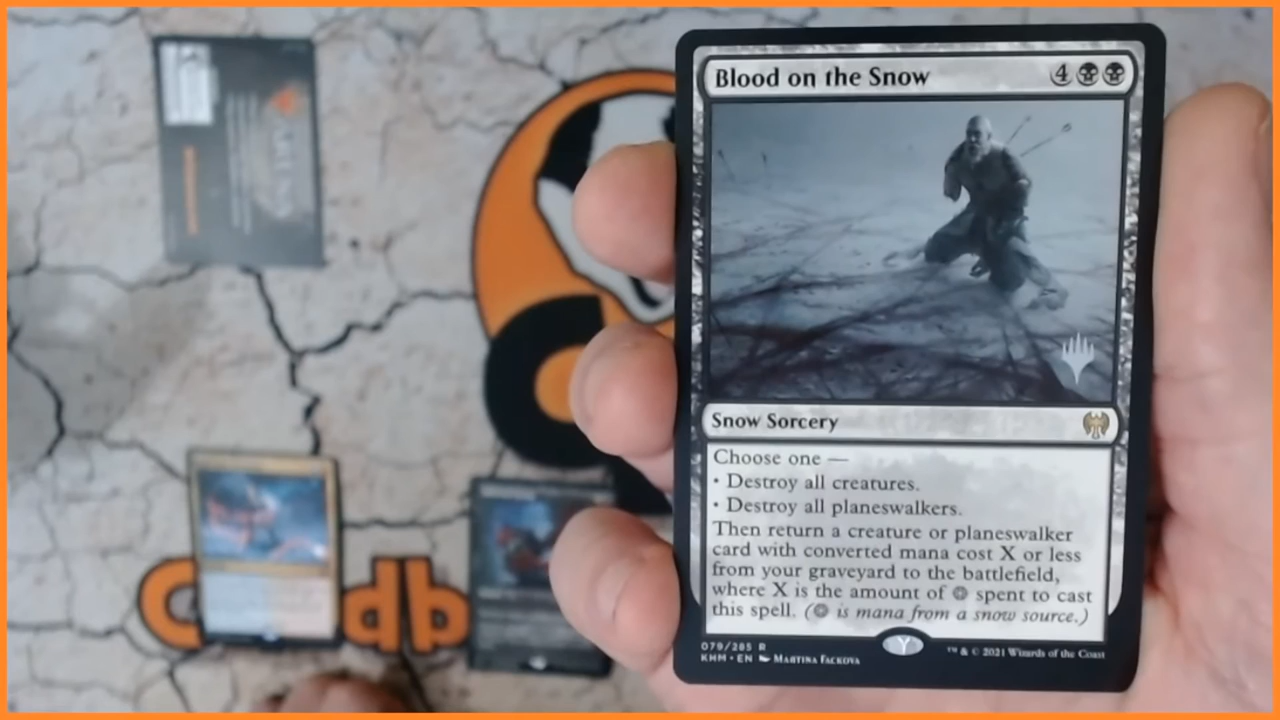 Blood on the Snow
4
Snow Sorcery
Choose one —
• Destroy all creatures.
• Destroy all planeswalkers.
Then return a creature or planeswalker
card with converted mana cost X or less
from your graveyard to the battlefield,
where X is the amount of spent to cast
this spell. ( is mana from a snow source.)
079/285 R
KHM • EN Martina Fackova
™ & © 2021 Wizards of the Coast
C db